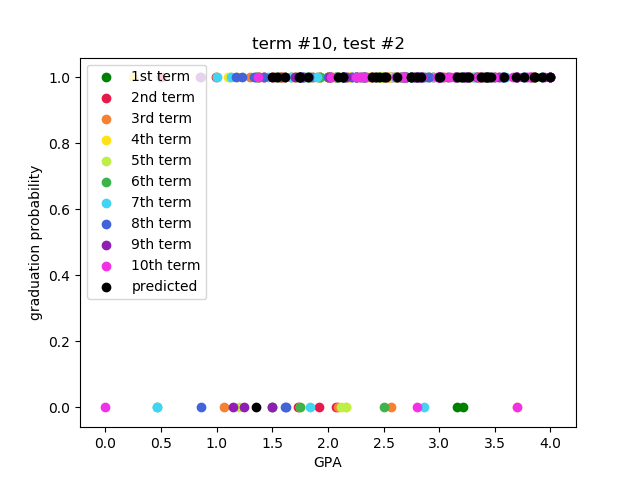 term #10, test #2
graduation probability
1.0
0.8
0.6
0.4
0.2
0.0
1st term
2nd term
3rd term
4th term
5th term
6th term
7th term
8th term
9th term
10th term
predicted
0.0 0.5 1.0 1.5 2.0 2.5 3.0 3.5 4.0
GPA